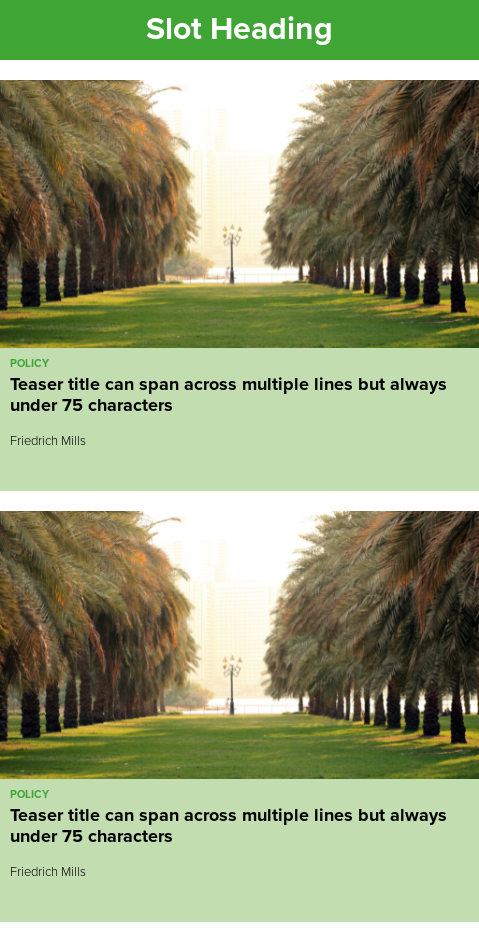 Slot Heading
POLICY
Teaser title can span across multiple lines but always
under 75 characters
Friedrich Mills
POLICY
Teaser title can span across multiple lines but always
under 75 characters
Friedrich Mills